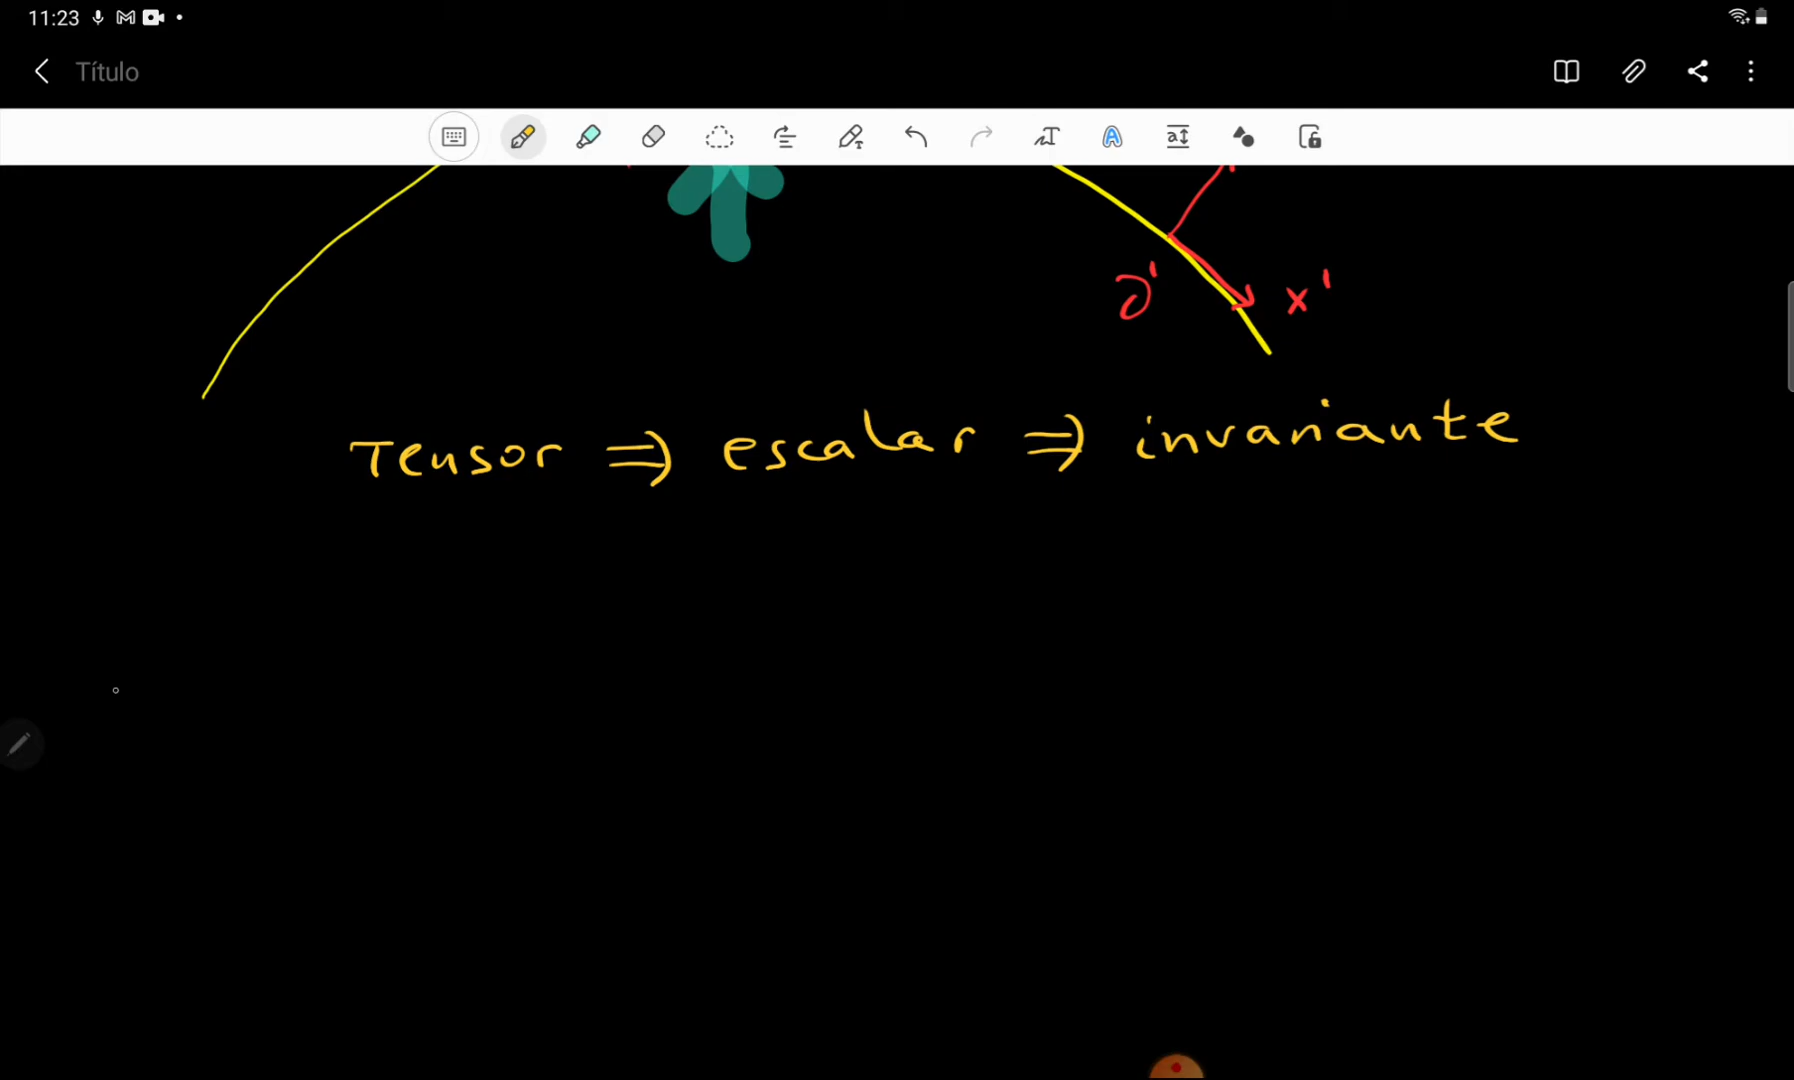 11:23
Título
∂' x'
Tensor ⇒ escalar ⇒ invariante